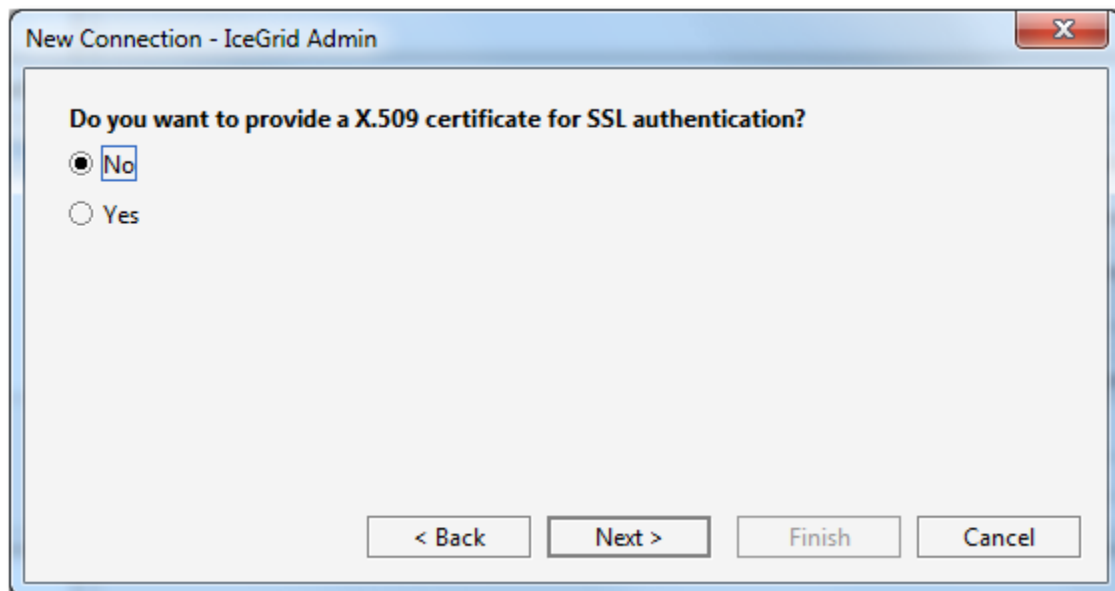 New Connection - IceGrid Admin
Do you want to provide a X.509 certificate for SSL authentication?
No
Yes
< Back Next > Finish Cancel